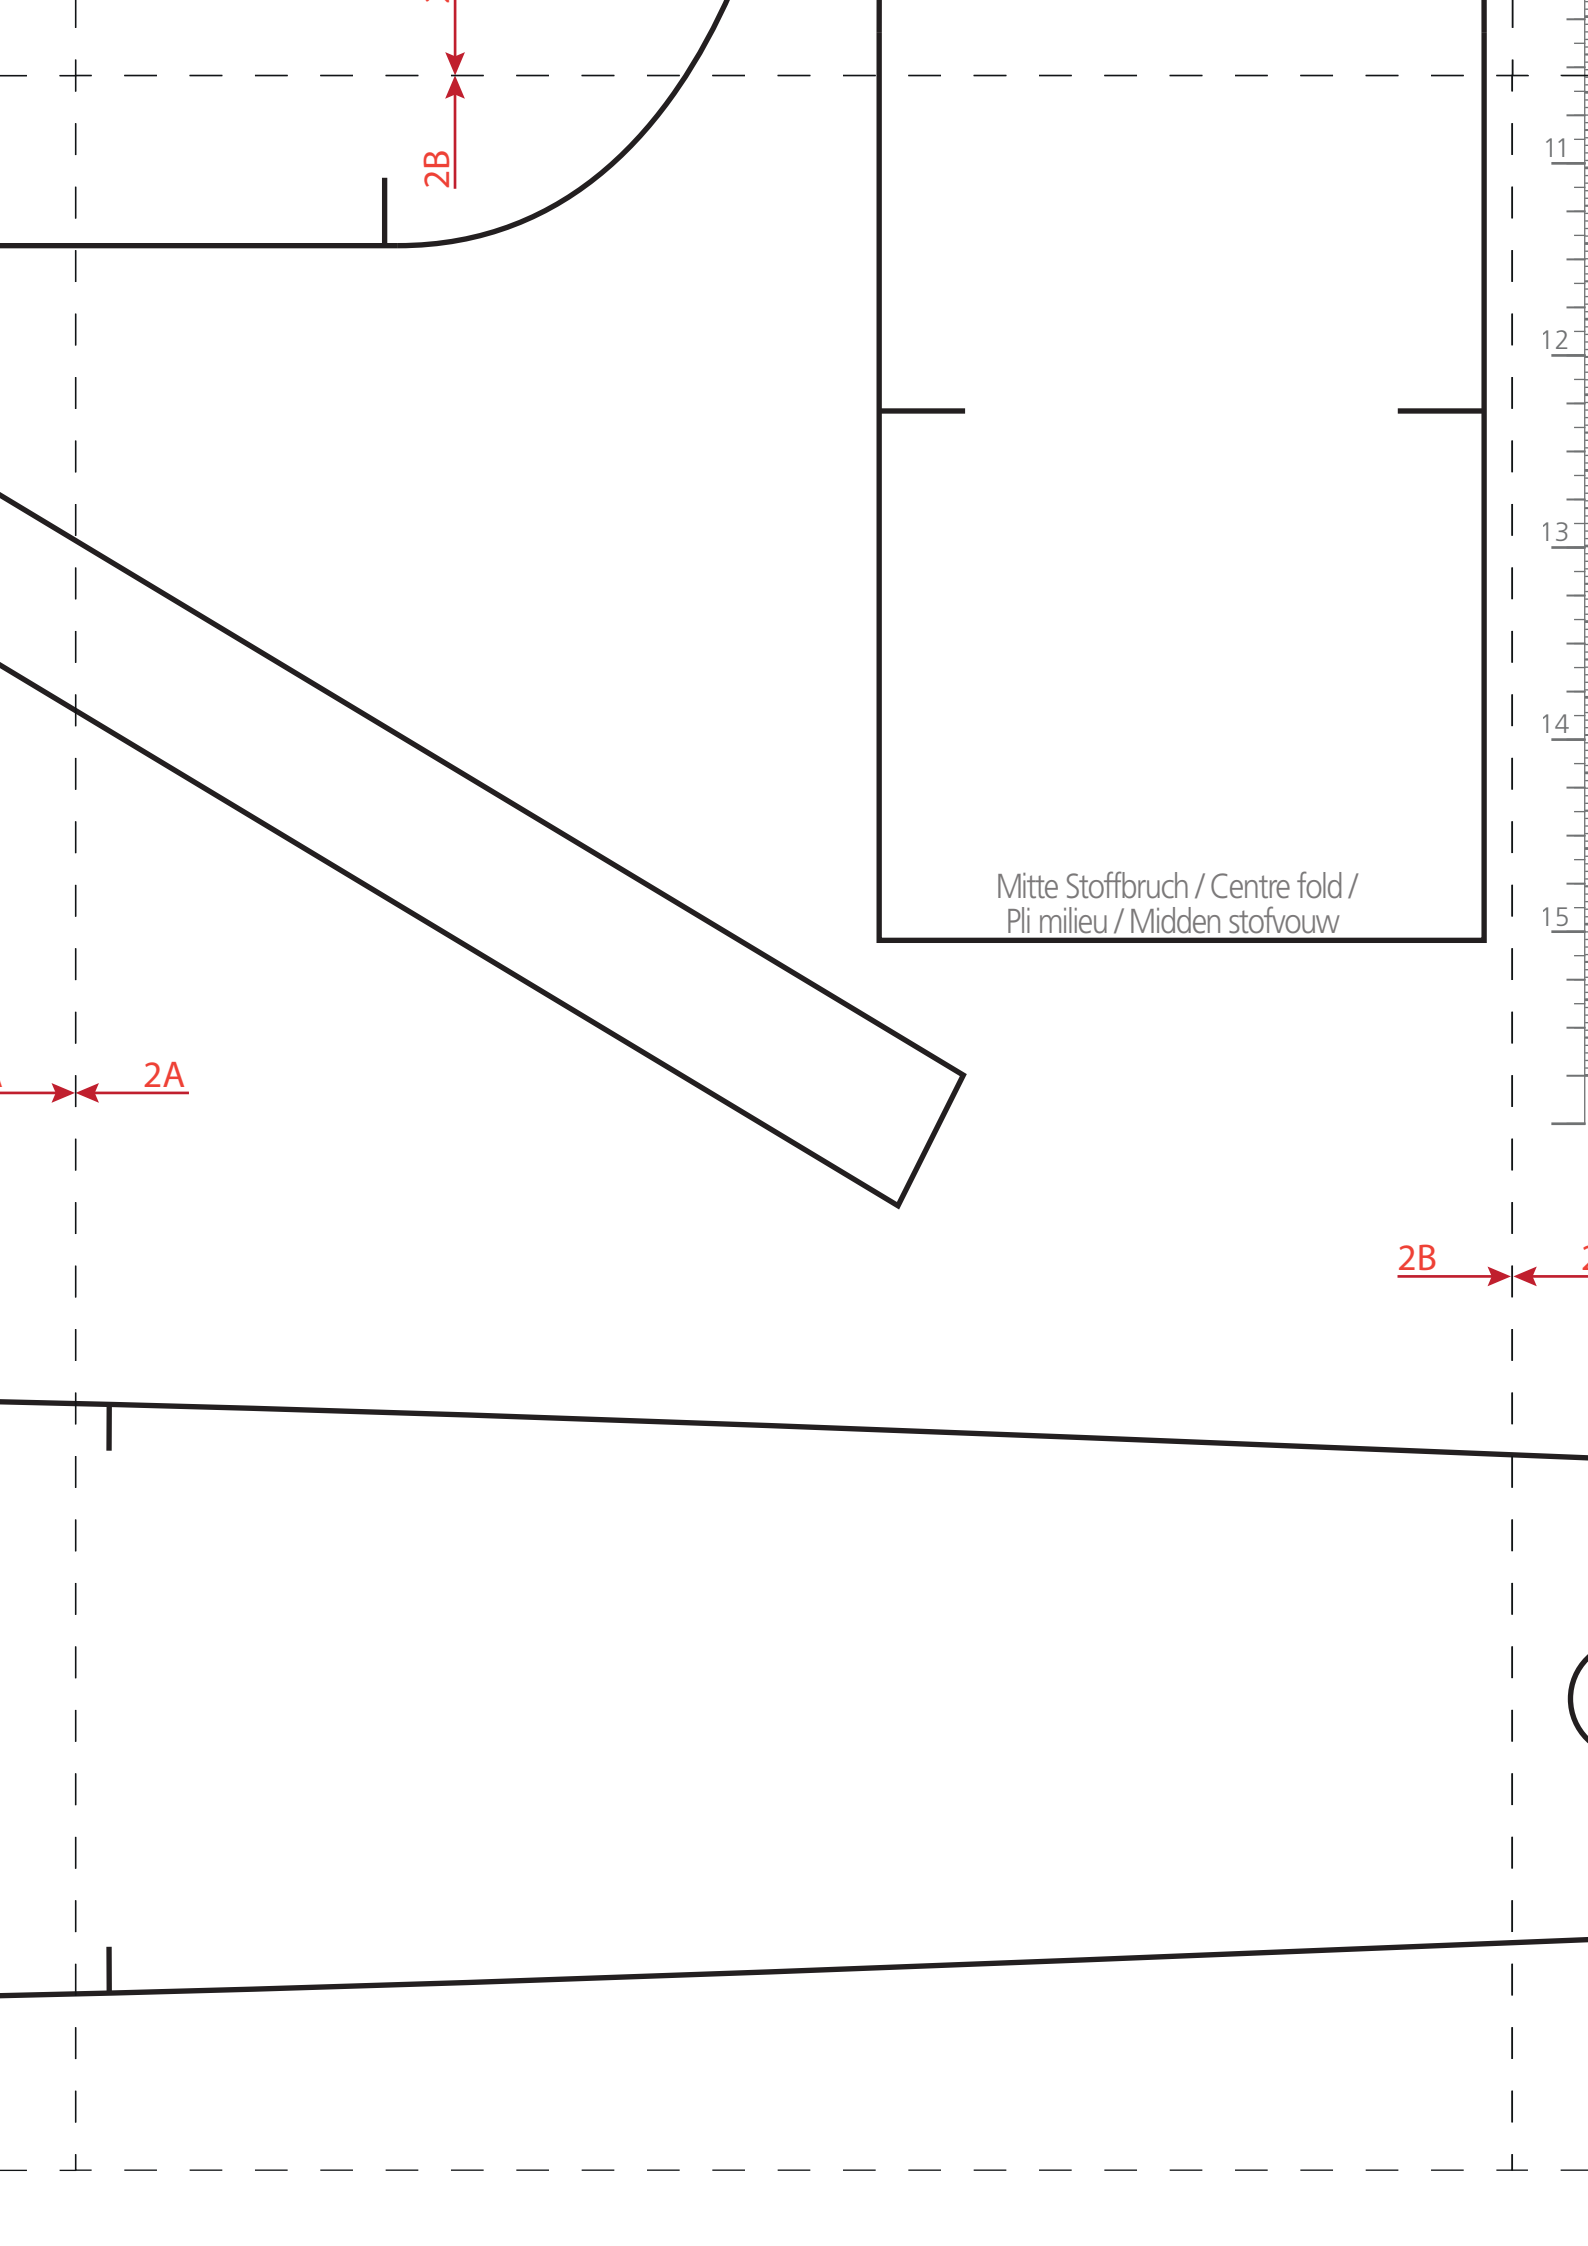 2B
11
12
13
14
Mitte Stoffbruch / Centre fold /
Pli milieu / Midden stofvouw
15
2A
2B